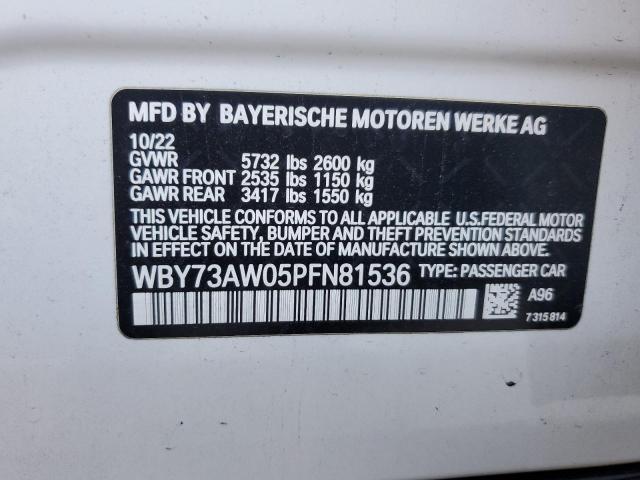 MFD BY BAYERISCHE MOTOREN WERKE AG
10/22
GVWR 5732 lbs 2600 kg
GAWR FRONT 2535 lbs 1150 kg
GAWR REAR 3417 lbs 1550 kg
THIS VEHICLE CONFORMS TO ALL APPLICABLE U.S.FEDERAL MOTOR
VEHICLE SAFETY, BUMPER AND THEFT PREVENTION STANDARDS
IN EFFECT ON THE DATE OF MANUFACTURE SHOWN ABOVE.
WBY73AW05PFN81536 TYPE: PASSENGER CAR
A96
7315814